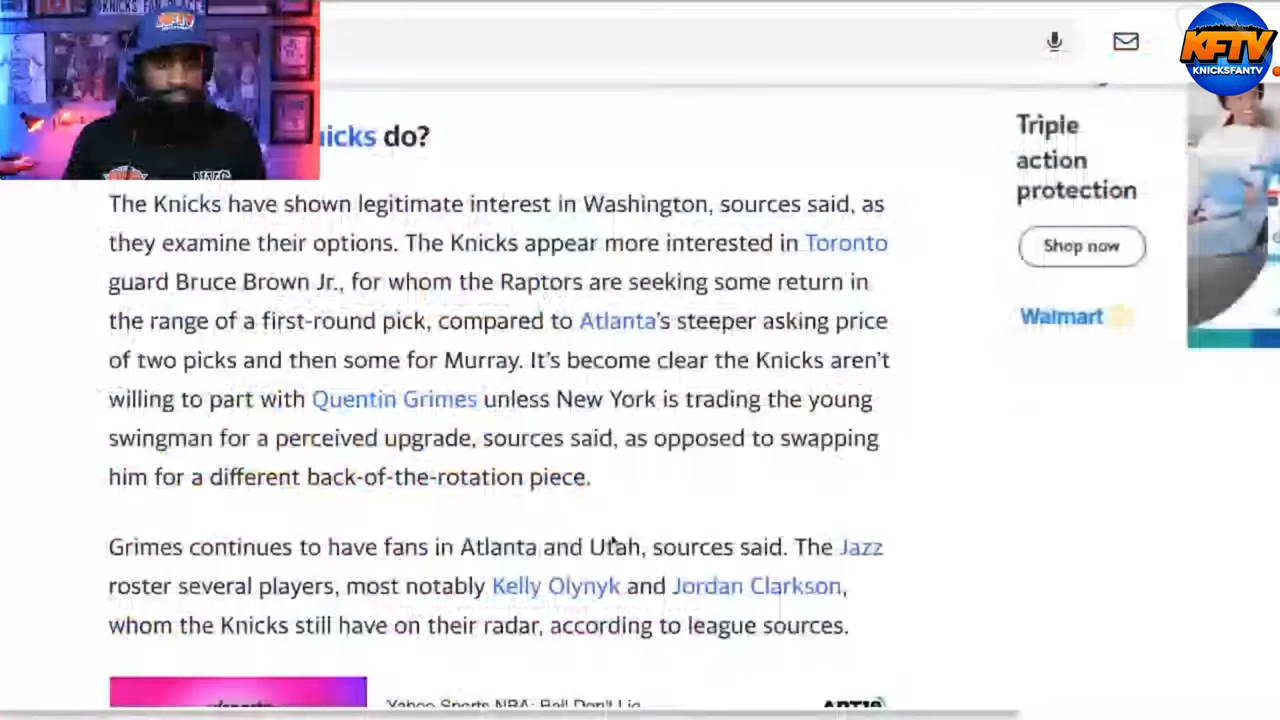 KNICKS FAN PLACE
KFTV
KFTV
KNICKSFANTV
nicks do?
The Knicks have shown legitimate interest in Washington, sources said, as
they examine their options. The Knicks appear more interested in Toronto
guard Bruce Brown Jr., for whom the Raptors are seeking some return in
the range of a first-round pick, compared to Atlanta's steeper asking price
of two picks and then some for Murray. It's become clear the Knicks aren't
willing to part with Quentin Grimes unless New York is trading the young
swingman for a perceived upgrade, sources said, as opposed to swapping
him for a different back-of-the-rotation piece.
Grimes continues to have fans in Atlanta and Utah, sources said. The Jazz
roster several players, most notably Kelly Olynyk and Jordan Clarkson,
whom the Knicks still have on their radar, according to league sources.
Yahoo Sports NBA: Ball Don't Lie
Triple
action
protection
Shop now
Walmart